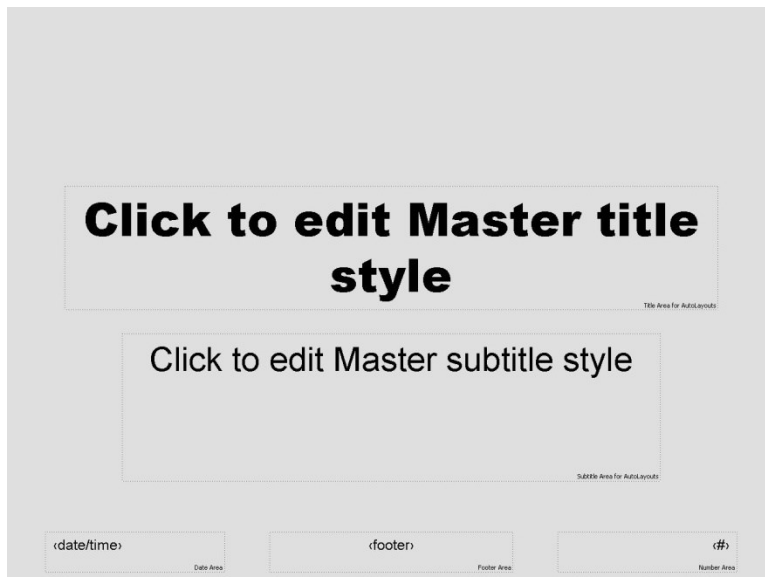 Click to edit Master title
style
Title Area for AutoLayouts
Click to edit Master subtitle style
Subtitle Area for AutoLayouts
‹date/time›
Date Area
‹footer›
Footer Area
‹#›
Number Area